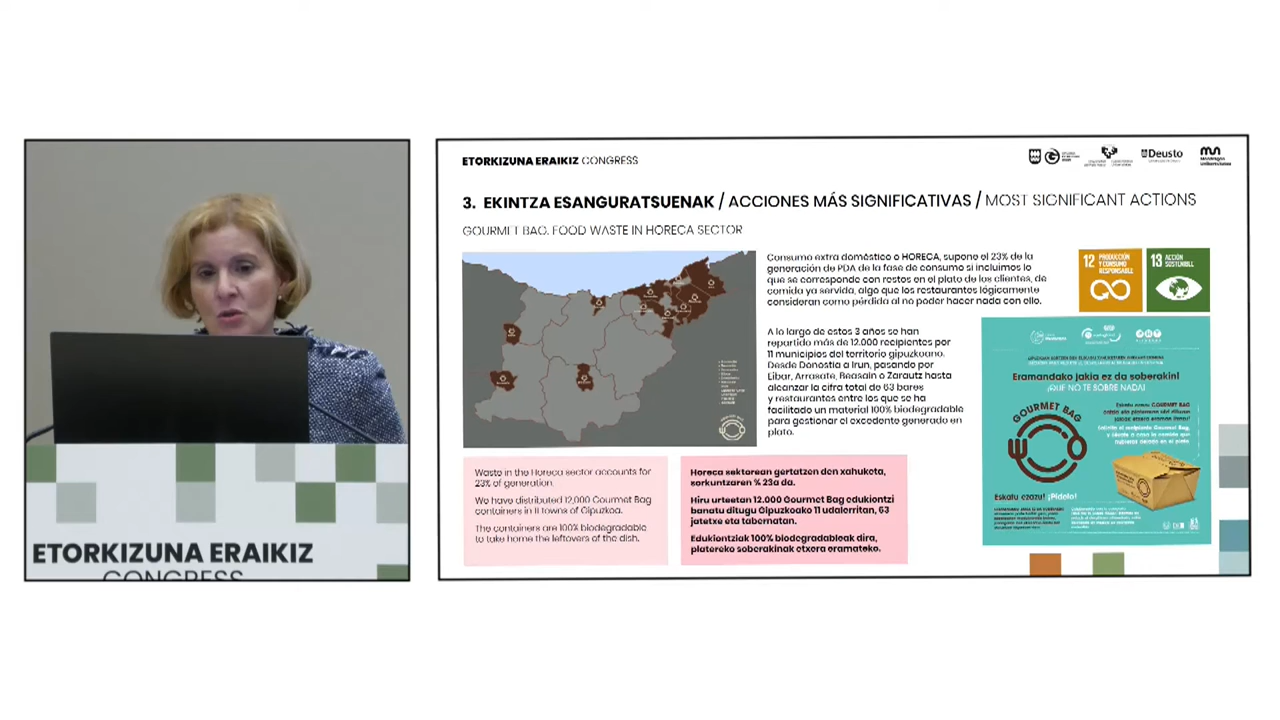 ETORKIZUNA ERAIKIZ
CONGRESS
ETORKIZUNA ERAIKIZ CONGRESS
Deusto
3. EKINTZA ESANGURATSUENAK / ACCIONES MÁS SIGNIFICATIVAS / MOST SIGNIFICANT ACTIONS
GOURMET BAG. FOOD WASTE IN HORECA SECTOR
Consumo extra doméstico o HORECA, supone el 23% de la
generación de PDA de la fase de consumo si incluimos lo
que se corresponde con restos en el plato de los clientes, de
comida ya servida, algo que los restaurantes lógicamente
consideran como pérdida al no poder hacer nada con ello.
A lo largo de estos 3 años se han
repartido más de 12.000 recipientes por
11 municipios del territorio gipuzkoano.
Desde Donostia a Irun, pasando por
Eibar, Arrasate, Beasain o Zarautz hasta
alcanzar la cifra total de 63 bares
y restaurantes entre los que se ha
facilitado un material 100% biodegradable
para gestionar el excedente generado en
plato.
12 PRODUCCIÓN
Y CONSUMO
RESPONSABLE
13 ACCIÓN
SOSTENIBLE
Eramandako jakia ez da soberakin!
¡QUE NO TE SOBRE NADA!
GOURMET BAG
Eskatu ezazu! ¡Pídelo!
Waste in the Horeca sector accounts for
23% of generation.
We have distributed 12,000 Gourmet Bag
containers in 11 towns of Gipuzkoa.
The containers are 100% biodegradable
to take home the leftovers of the dish.
Horeca sektorean gertatzen den xahuketa,
sorkuntzaren % 23a da.
Hiru urteetan 12.000 Gourmet Bag edukiontzi
banatu ditugu Gipuzkoako 11 udalerritan, 63
jatetxe eta tabernatan.
Edukiontziak 100% biodegradableak dira,
platereko soberakinak etxera eramateko.